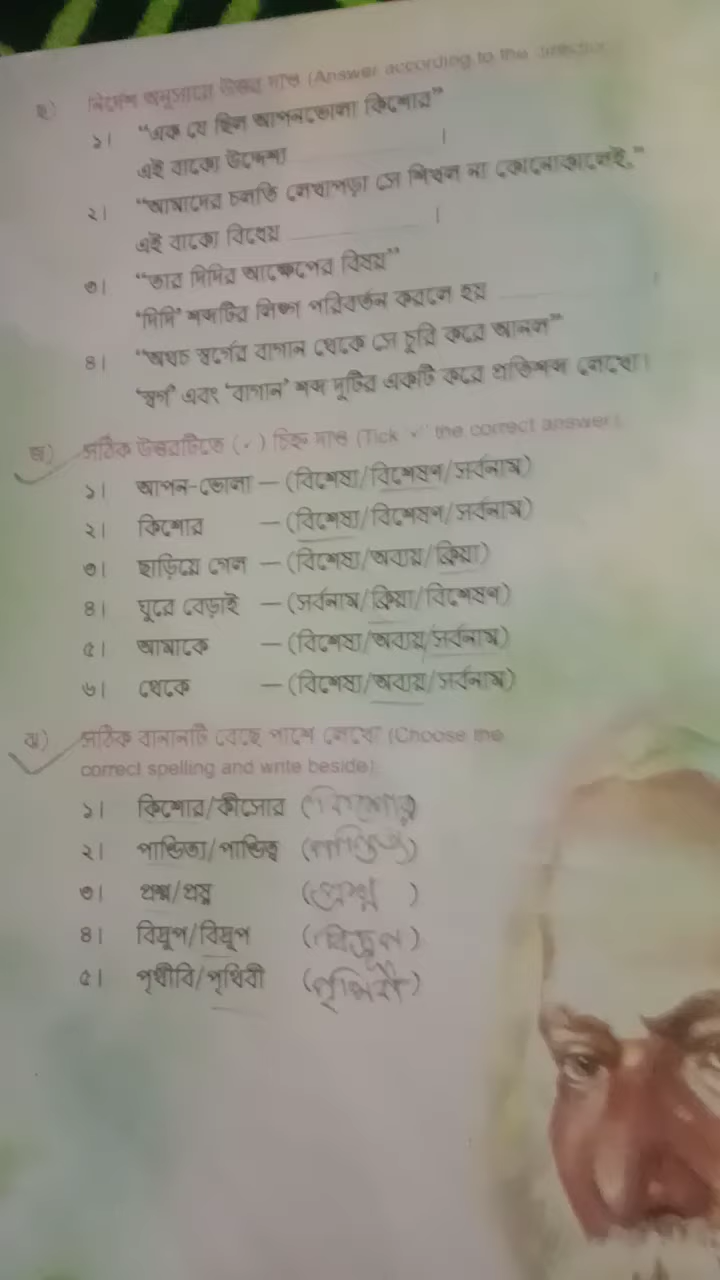 ছ) নির্দেশ অনুসারে উত্তর দাও (Answer according to the direction)
১। “এক যে ছিল আপনভোলা কিশোর”
এই বাক্যে উদ্দেশ্য ________ ।
২। “আমাদের চলতি লেখাপড়া সে শিখল না কোনোকালেই,”
এই বাক্যে বিধেয় ________ ।
৩। “তার দিদির আক্ষেপের বিষয়”
‘দিদি’ শব্দটির লিঙ্গ পরিবর্তন করলে হয় ________ ।
৪। “অথচ স্বর্গের বাগান থেকে সে চুরি করে আনল”
‘স্বর্গ’ এবং ‘বাগান’ শব্দ দুটির একটি করে প্রতিশব্দ লেখো।
জ) সঠিক উত্তরটিতে (✓) চিহ্ন দাও (Tick ‘✓’ the correct answer)
১। আপন-ভোলা — (বিশেষ্য/বিশেষণ/সর্বনাম)
২। কিশোর — (বিশেষ্য/বিশেষণ/সর্বনাম)
৩। ছাড়িয়ে গেল — (বিশেষ্য/অব্যয়/ক্রিয়া)
৪। ঘুরে বেড়াই — (সর্বনাম/ক্রিয়া/বিশেষণ)
৫। আমাকে — (বিশেষ্য/অব্যয়/সর্বনাম)
৬। থেকে — (বিশেষ্য/অব্যয়/সর্বনাম)
ঝ) সঠিক বানানটি বেছে পাশে লেখো (Choose the
correct spelling and write beside)
১। কিশোর/কীসোর (কিশোর)
২। পাণ্ডিত্য/পাণ্ডিত্ব
৩। প্রশ্ন/প্রস্ন (প্রশ্ন)
৪। বিদ্রুপ/বিদ্রূপ (বিদ্রূপ)
৫। পৃথীবি/পৃথিবী (পৃথিবী)